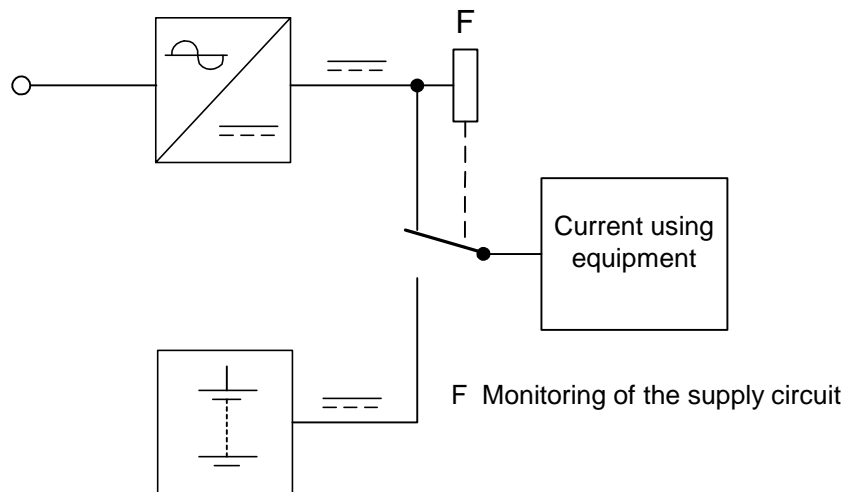 F
Current using
equipment
F Monitoring of the supply circuit